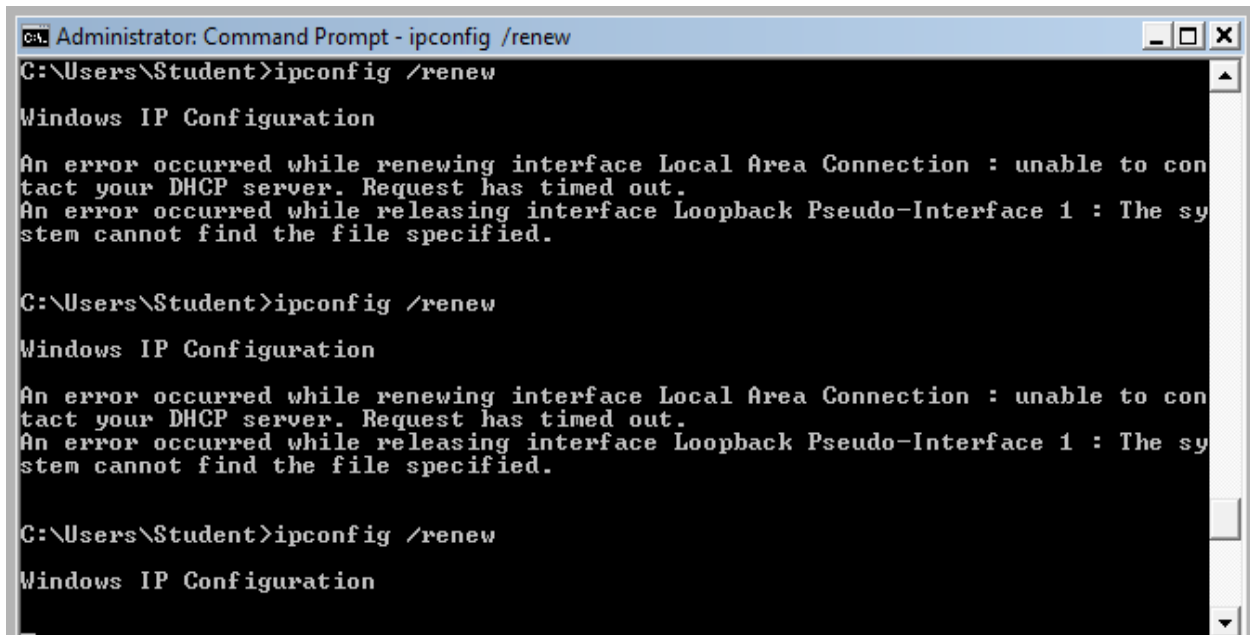 Administrator: Command Prompt - ipconfig /renew
C:\Users\Student>ipconfig /renew
Windows IP Configuration
An error occurred while renewing interface Local Area Connection : unable to con
tact your DHCP server. Request has timed out.
An error occurred while releasing interface Loopback Pseudo-Interface 1 : The sy
stem cannot find the file specified.
C:\Users\Student>ipconfig /renew
Windows IP Configuration
An error occurred while renewing interface Local Area Connection : unable to con
tact your DHCP server. Request has timed out.
An error occurred while releasing interface Loopback Pseudo-Interface 1 : The sy
stem cannot find the file specified.
C:\Users\Student>ipconfig /renew
Windows IP Configuration